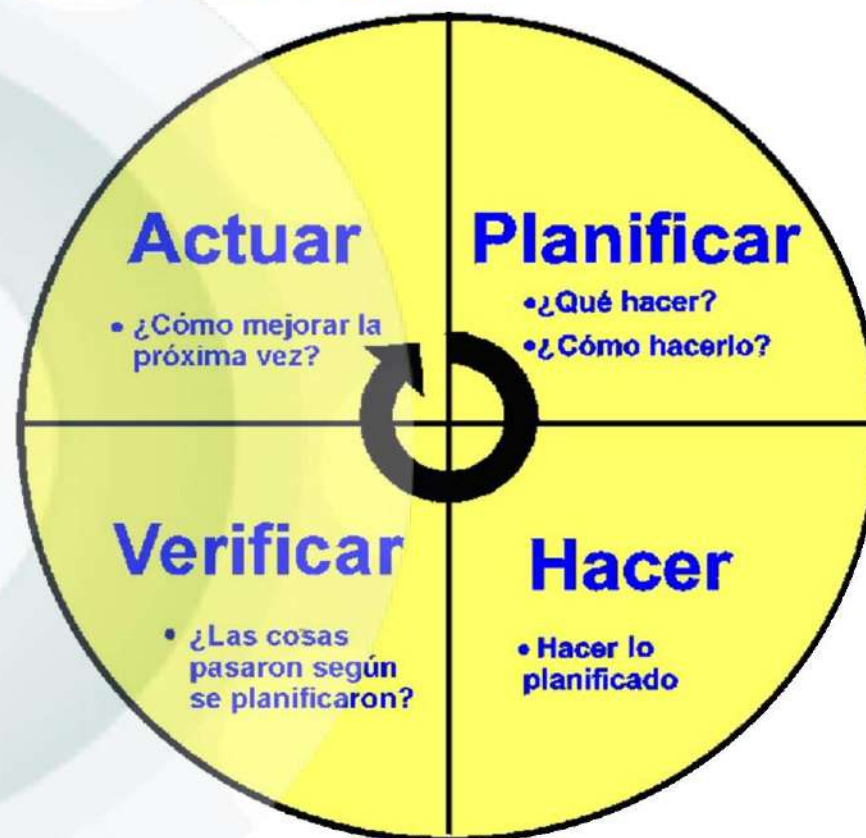 Actuar
• ¿Cómo mejorar la
próxima vez?
Planificar
•¿Qué hacer?
•¿Cómo hacerlo?
Verificar
• ¿Las cosas
pasaron según
se planificaron?
Hacer
• Hacer lo
planificado